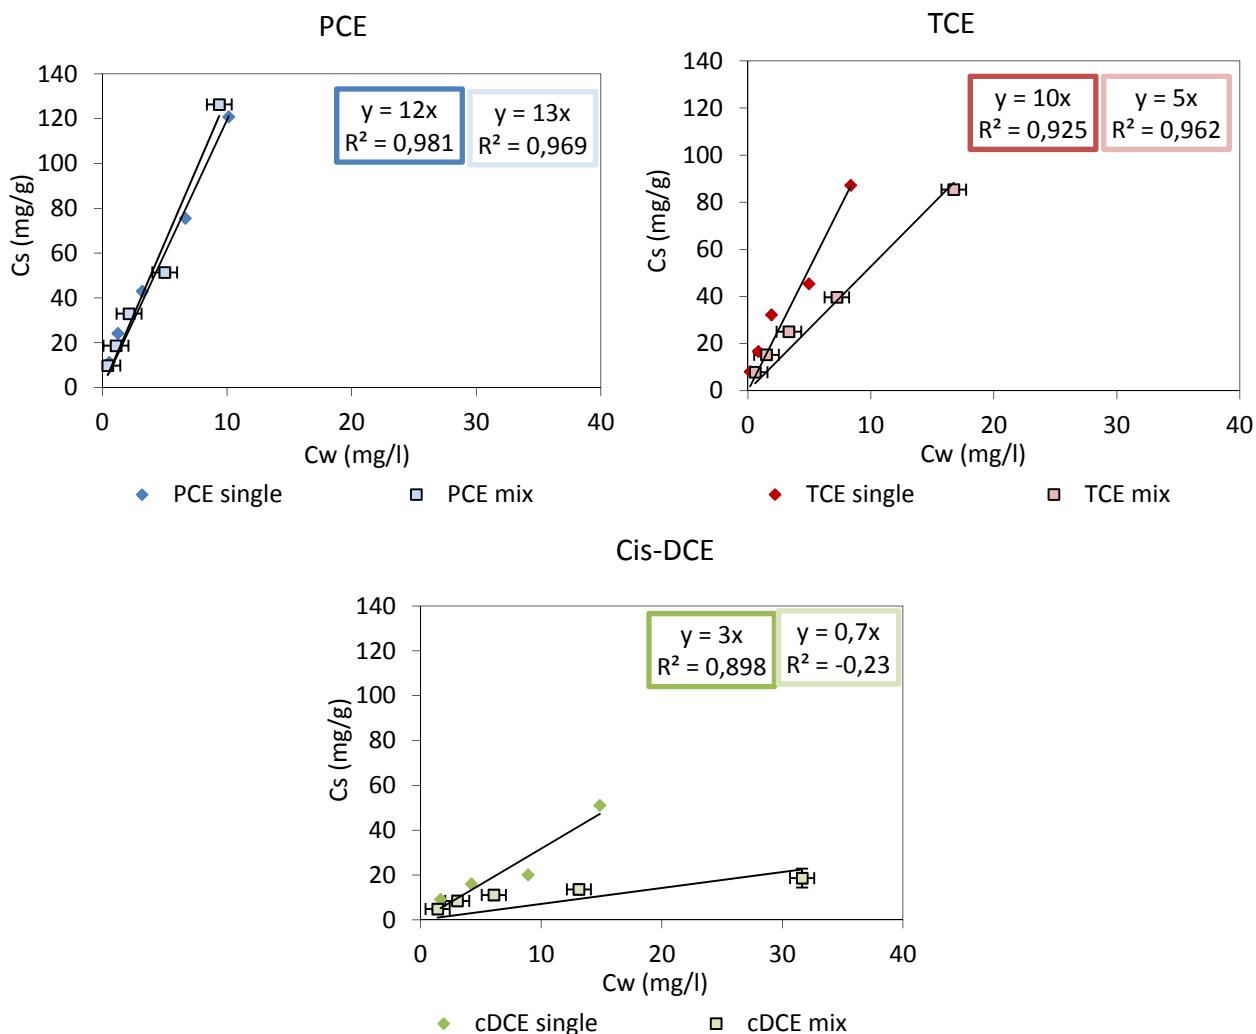 PCE
140
120
100
80
60
40
20
0
Cs (mg/g)
y = 12x
R² = 0,981
y = 13x
R² = 0,969
0 10 20 30 40
Cw (mg/l)
PCE single PCE mix
TCE
140
120
100
80
60
40
20
0
Cs (mg/g)
y = 10x
R² = 0,925
y = 5x
R² = 0,962
0 10 20 30 40
Cw (mg/l)
TCE single TCE mix
Cis-DCE
140
120
100
80
60
40
20
0
Cs (mg/g)
y = 3x
R² = 0,898
y = 0,7x
R² = -0,23
0 10 20 30 40
Cw (mg/l)
cDCE single cDCE mix